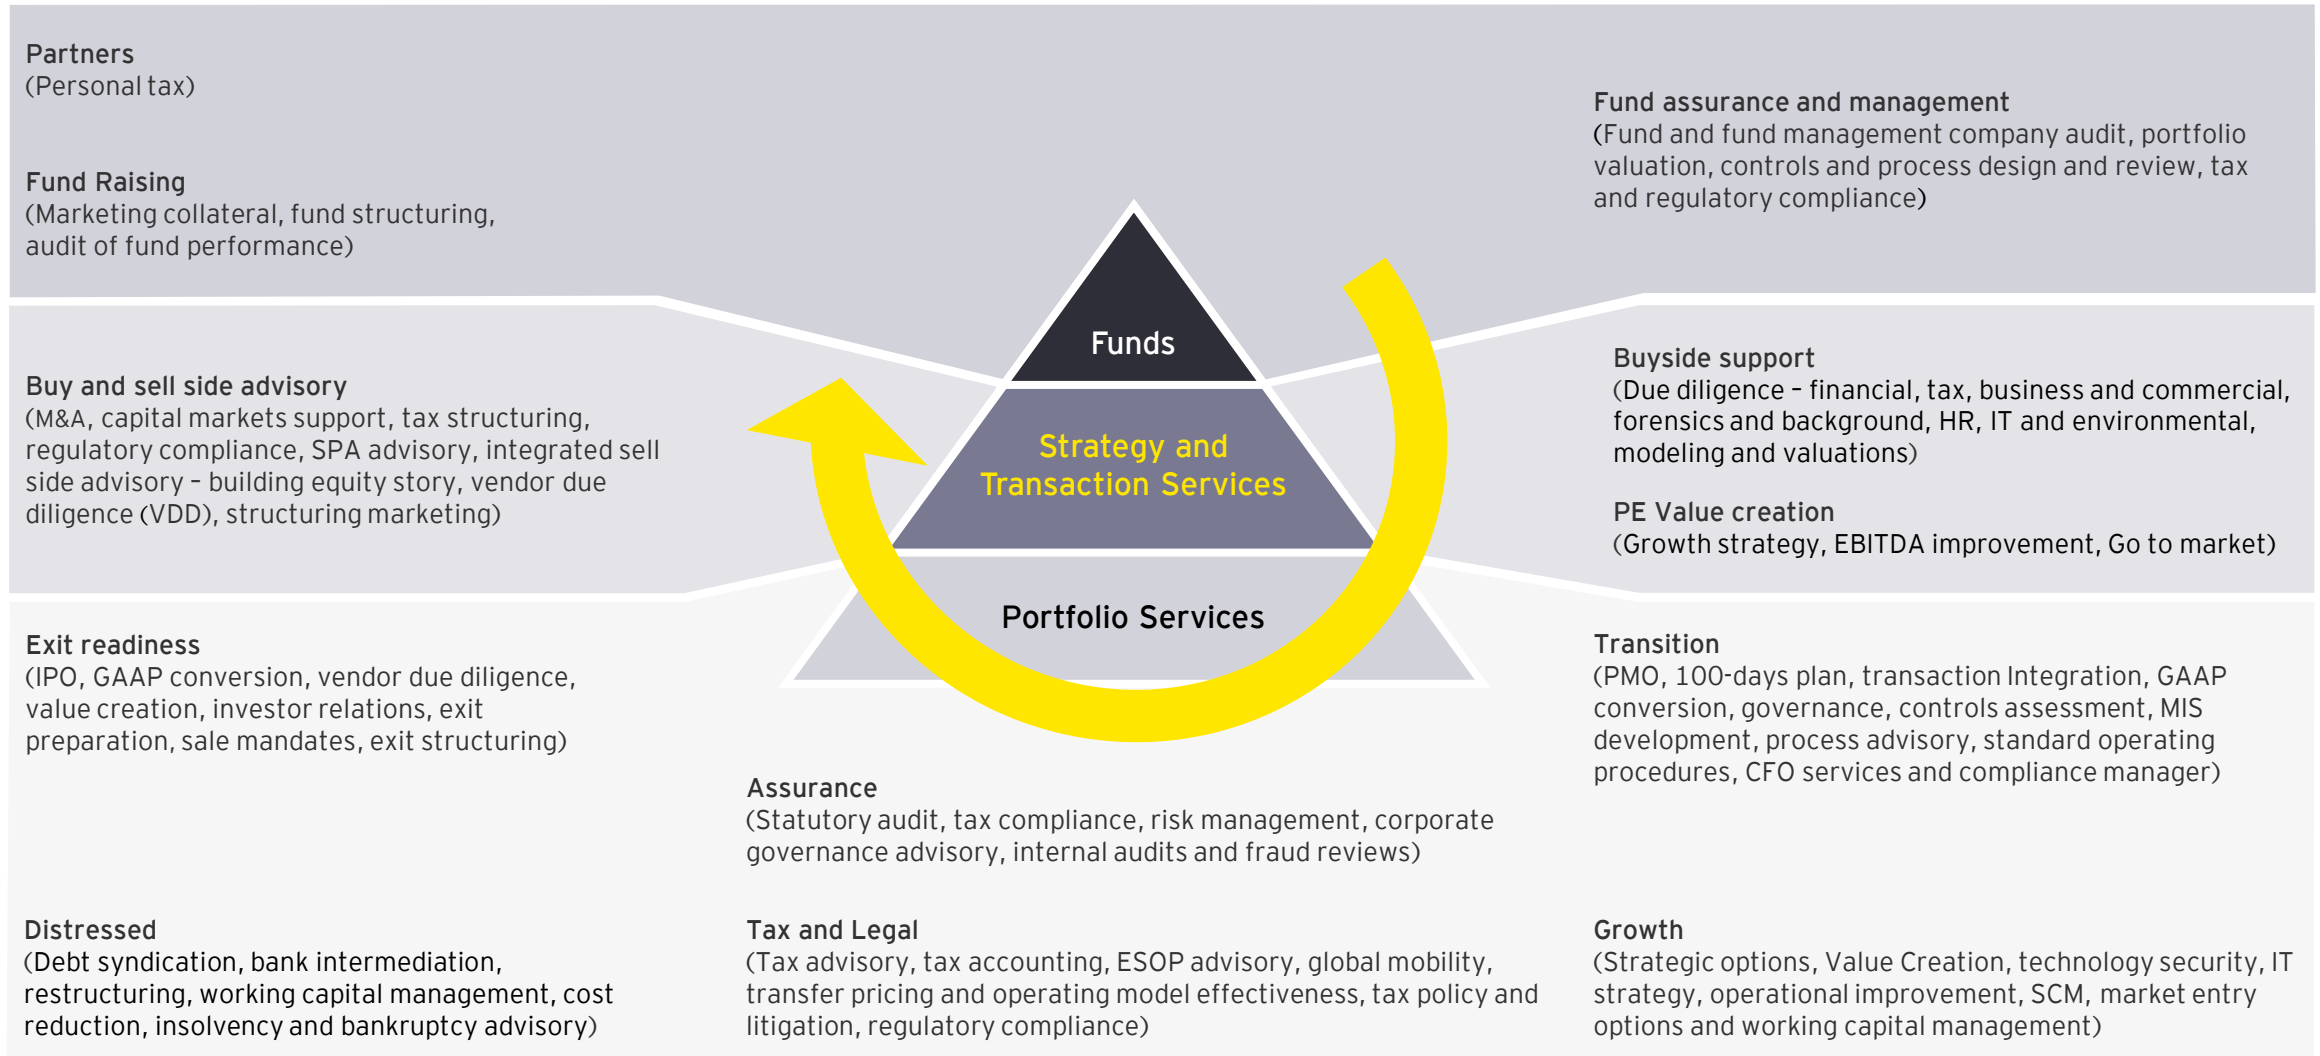 Partners
(Personal tax)
Fund Raising
(Marketing collateral, fund structuring,
audit of fund performance)
Fund assurance and management
(Fund and fund management company audit, portfolio
valuation, controls and process design and review, tax
and regulatory compliance)
Funds
Buy and sell side advisory
(M&A, capital markets support, tax structuring,
regulatory compliance, SPA advisory, integrated sell
side advisory – building equity story, vendor due
diligence (VDD), structuring marketing)
Strategy and
Transaction Services
Buyside support
(Due diligence – financial, tax, business and commercial,
forensics and background, HR, IT and environmental,
modeling and valuations)
PE Value creation
(Growth strategy, EBITDA improvement, Go to market)
Portfolio Services
Exit readiness
(IPO, GAAP conversion, vendor due diligence,
value creation, investor relations, exit
preparation, sale mandates, exit structuring)
Transition
(PMO, 100-days plan, transaction Integration, GAAP
conversion, governance, controls assessment, MIS
development, process advisory, standard operating
procedures, CFO services and compliance manager)
Assurance
(Statutory audit, tax compliance, risk management, corporate
governance advisory, internal audits and fraud reviews)
Distressed
(Debt syndication, bank intermediation,
restructuring, working capital management, cost
reduction, insolvency and bankruptcy advisory)
Tax and Legal
(Tax advisory, tax accounting, ESOP advisory, global mobility,
transfer pricing and operating model effectiveness, tax policy and
litigation, regulatory compliance)
Growth
(Strategic options, Value Creation, technology security, IT
strategy, operational improvement, SCM, market entry
options and working capital management)